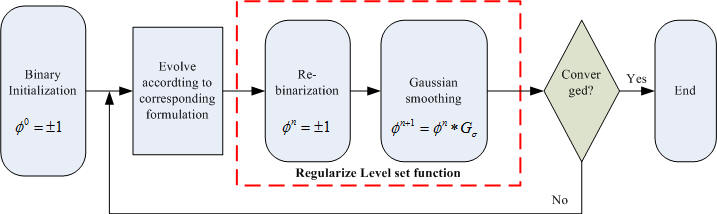 Binary
Initialization
ϕ⁰ = ±1
Evolve
accordting to
corresponding
formulation
Re-
binarization
ϕⁿ = ±1
Gaussian
smoothing
ϕⁿ⁺¹ = ϕⁿ * G_σ
Regularize Level set function
Conver
ged?
Yes
No
End